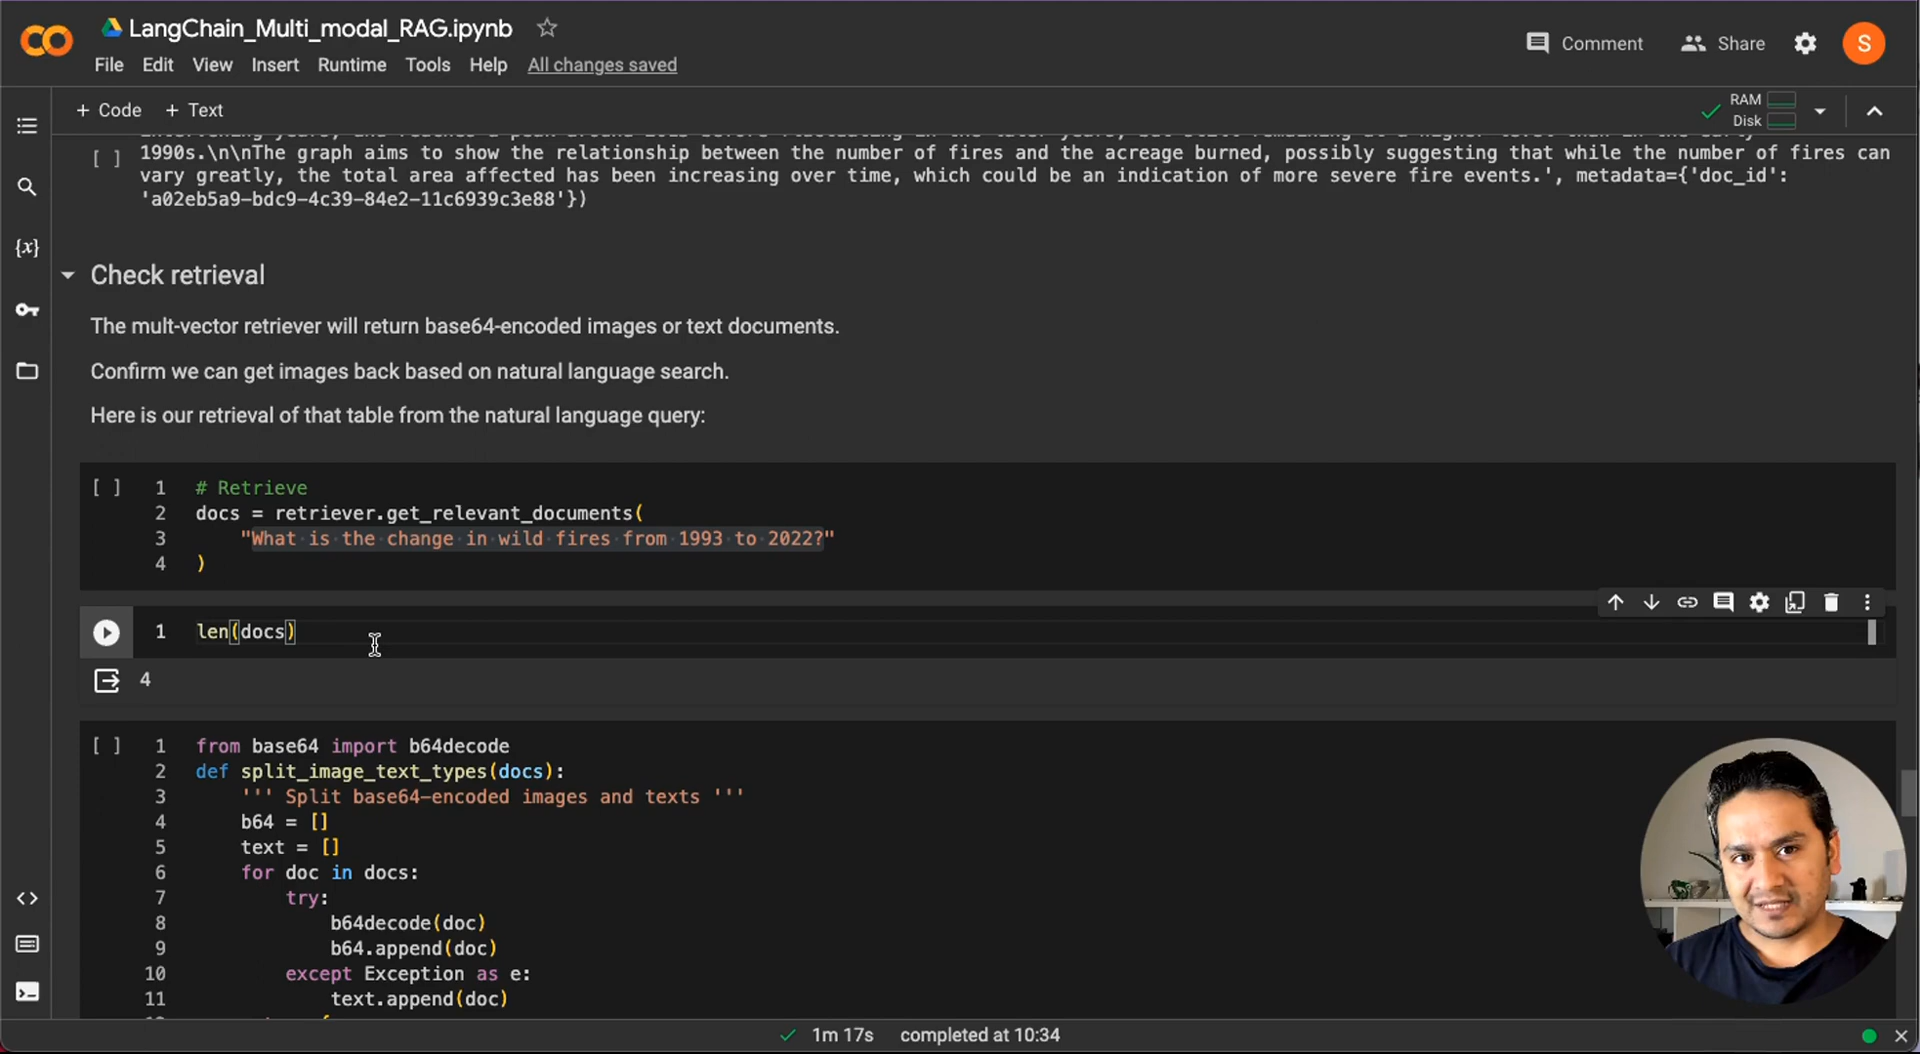 LangChain_Multi_modal_RAG.ipynb
Comment
Share
S
File Edit View Insert Runtime Tools Help All changes saved
+ Code + Text
RAM
Disk
1990s.\n\nThe graph aims to show the relationship between the number of fires and the acreage burned, possibly suggesting that while the number of fires can
vary greatly, the total area affected has been increasing over time, which could be an indication of more severe fire events.', metadata={'doc_id':
'a02eb5a9-bdc9-4c39-84e2-11c6939c3e88'})
Check retrieval
The mult-vector retriever will return base64-encoded images or text documents.
Confirm we can get images back based on natural language search.
Here is our retrieval of that table from the natural language query:
[ ] 1 # Retrieve
2 docs = retriever.get_relevant_documents(
3 "What is the change in wild fires from 1993 to 2022?"
4 )
1 len(docs)
4
[ ] 1 from base64 import b64decode
2 def split_image_text_types(docs):
3 ''' Split base64-encoded images and texts '''
4 b64 = []
5 text = []
6 for doc in docs:
7 try:
8 b64decode(doc)
9 b64.append(doc)
10 except Exception as e:
11 text.append(doc)
1m 17s completed at 10:34